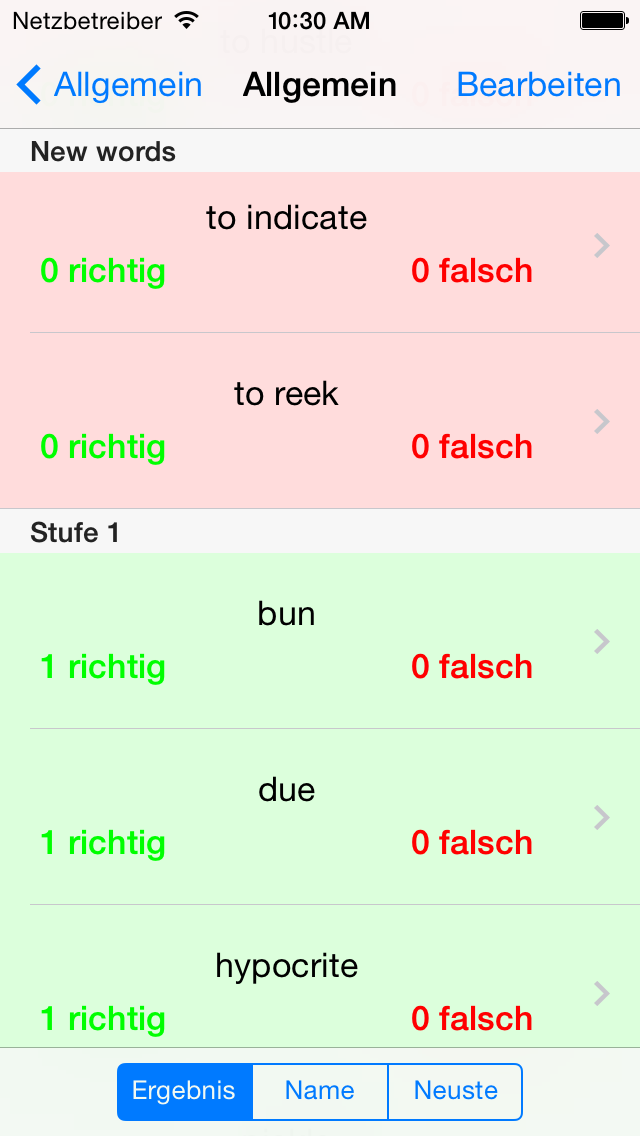 Netzbetreiber 10:30 AM
to hustle
Allgemein Allgemein Bearbeiten
New words
to indicate
0 richtig 0 falsch
to reek
0 richtig 0 falsch
Stufe 1
bun
1 richtig 0 falsch
due
1 richtig 0 falsch
hypocrite
1 richtig 0 falsch
Ergebnis Name Neuste